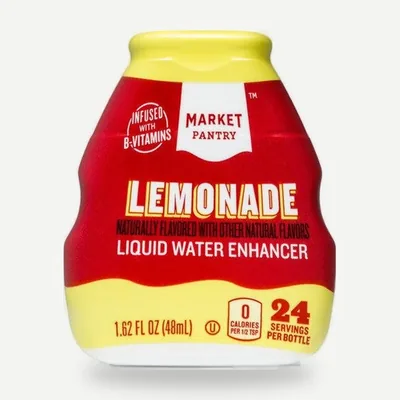 INFUSED
WITH
B-VITAMINS
MARKET
PANTRY
™
LEMONADE
NATURALLY FLAVORED WITH OTHER NATURAL FLAVORS
LIQUID WATER ENHANCER
1.62 FL OZ (48mL)
U
0
CALORIES
PER 1/2 TSP
24
SERVINGS
PER BOTTLE